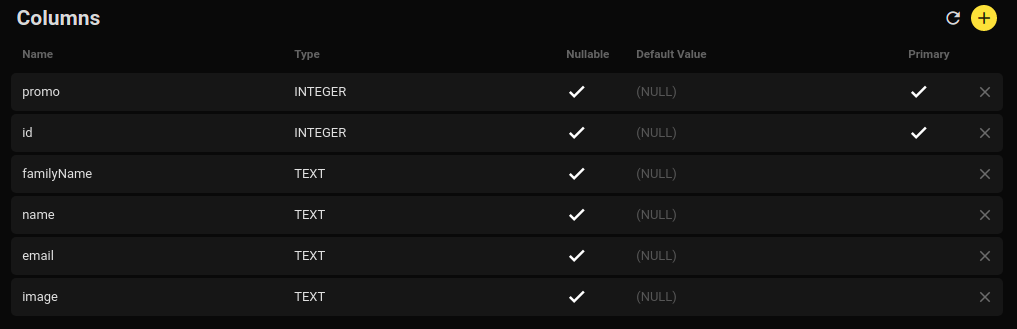 Columns
Name Type Nullable Default Value Primary
promo INTEGER (NULL)
id INTEGER (NULL)
familyName TEXT (NULL)
name TEXT (NULL)
email TEXT (NULL)
image TEXT (NULL)